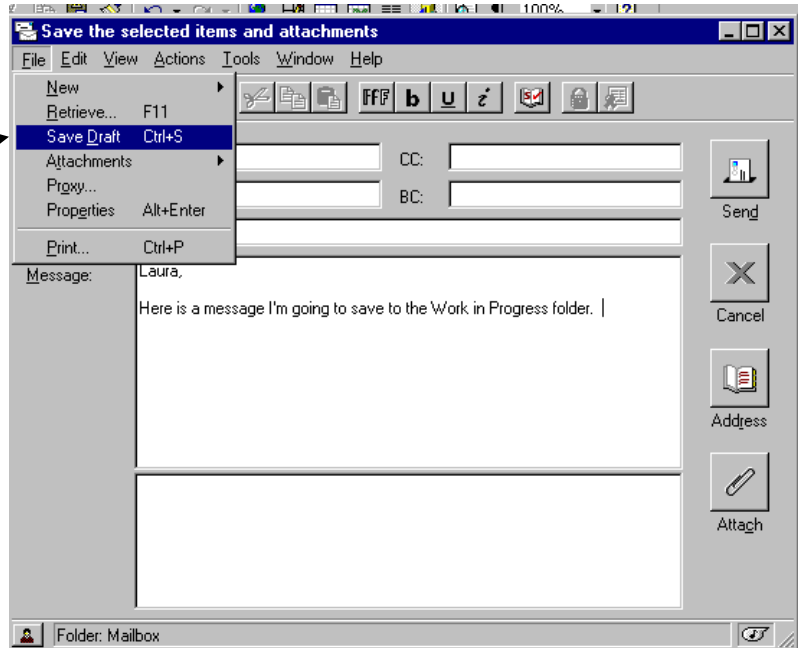 100%
Save the selected items and attachments
File Edit View Actions Tools Window Help
New
Retrieve... F11
Save Draft Ctrl+S
Attachments
Proxy...
Properties Alt+Enter
Print... Ctrl+P
FfF b u i
CC:
BC:
Send
Message:
Laura,
Here is a message I'm going to save to the Work in Progress folder.
Cancel
Address
Attach
Folder: Mailbox